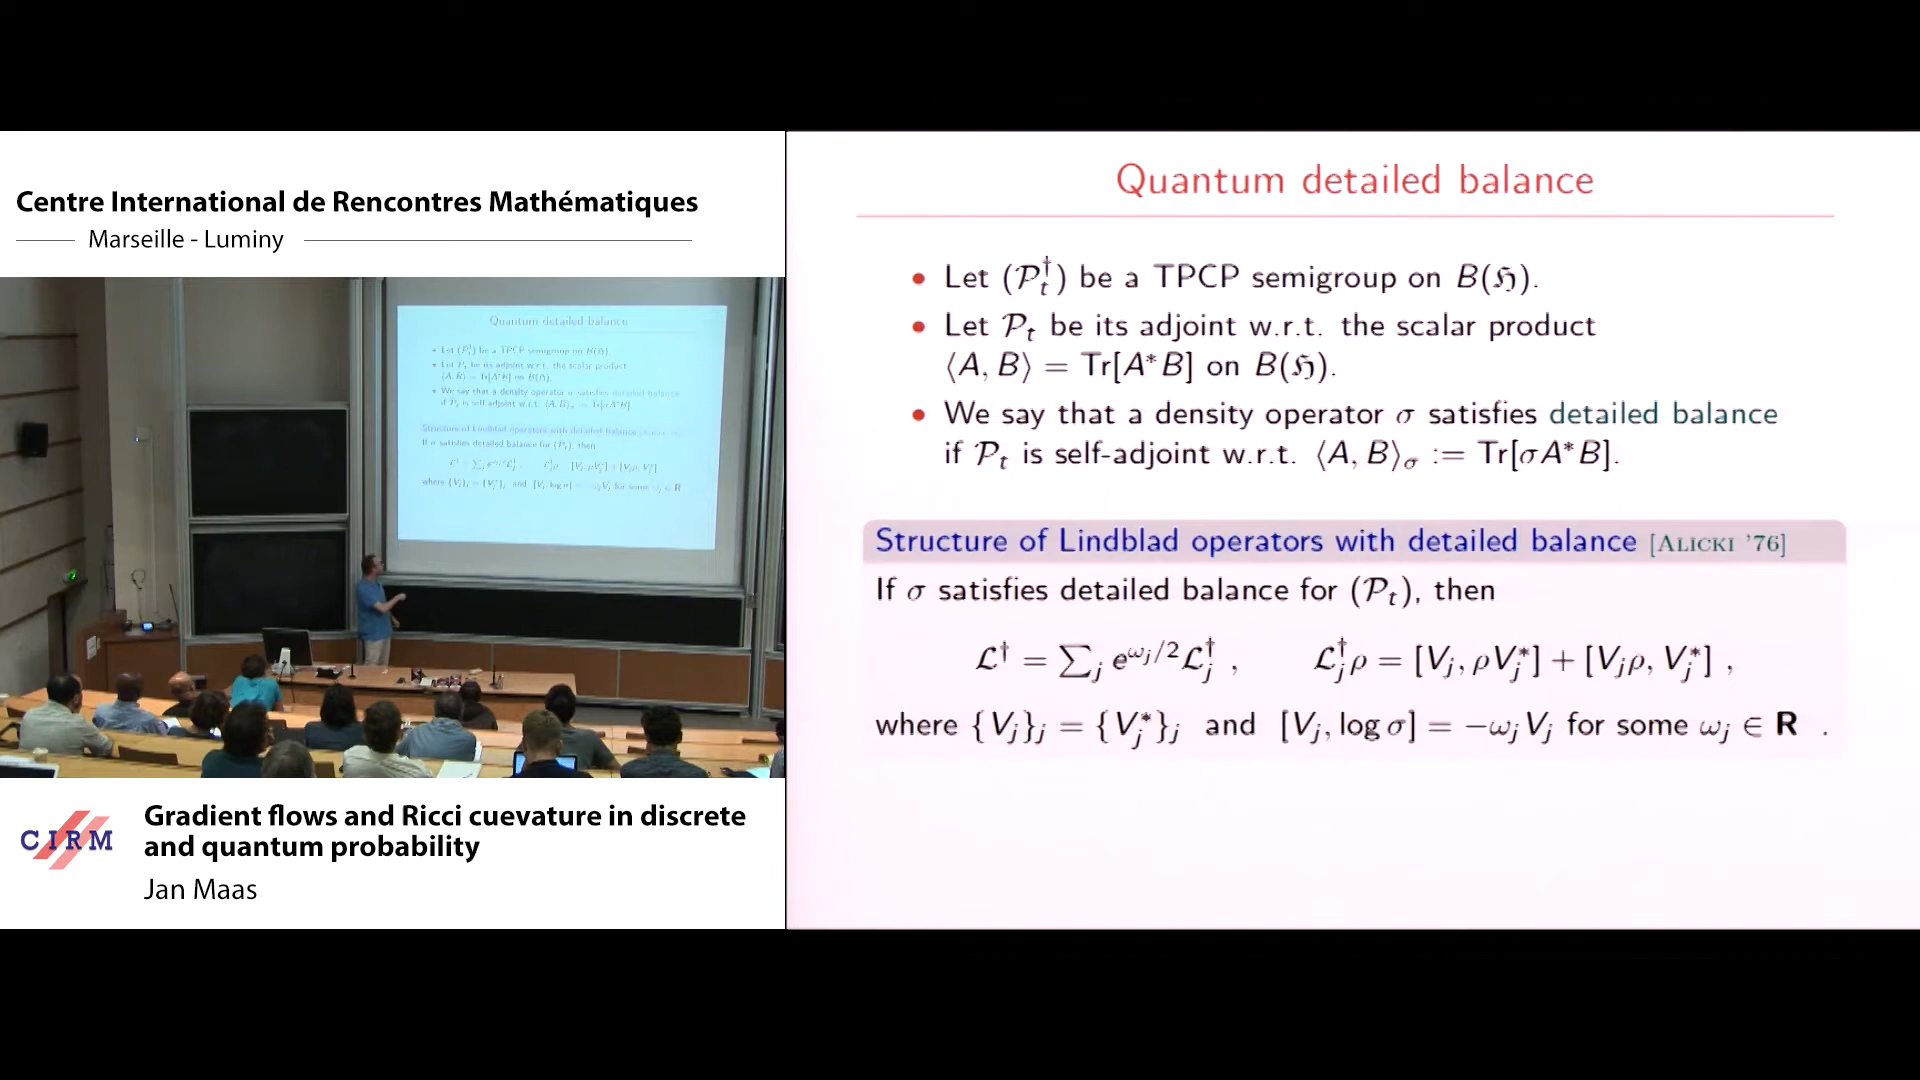 Centre International de Rencontres Mathématiques
Marseille - Luminy
Quantum detailed balance
• Let (𝒫ₜ†) be a TPCP semigroup on B(ℌ).
• Let 𝒫ₜ be its adjoint w.r.t. the scalar product
⟨A, B⟩ = Tr[A*B] on B(ℌ).
• We say that a density operator σ satisfies detailed balance
if 𝒫ₜ is self-adjoint w.r.t. ⟨A, B⟩_σ := Tr[σA*B].
Structure of Lindblad operators with detailed balance [ALICKI '76]
If σ satisfies detailed balance for (𝒫ₜ), then
ℒ† = ∑ⱼ e^{ωⱼ/2}ℒⱼ† , ℒⱼ†ρ = [Vⱼ, ρVⱼ*] + [Vⱼρ, Vⱼ*] ,
where {Vⱼ}ⱼ = {Vⱼ*}ⱼ and [Vⱼ, log σ] = −ωⱼVⱼ for some ωⱼ ∈ R .
CIRM
Gradient flows and Ricci cuevature in discrete
and quantum probability
Jan Maas